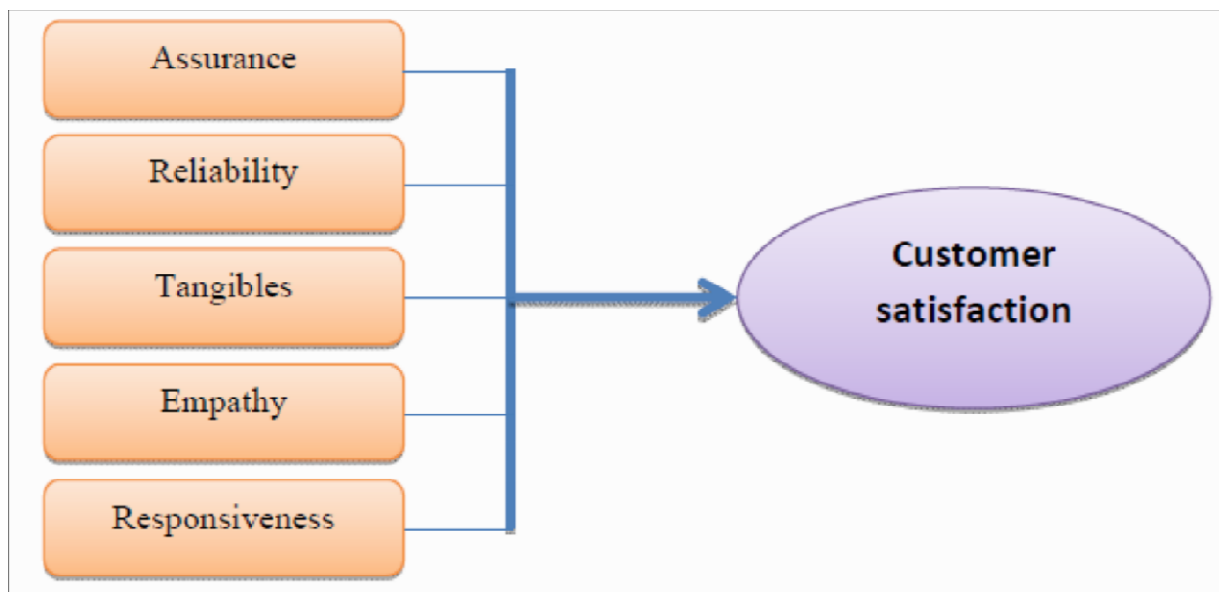 Assurance
Reliability
Tangibles
Empathy
Responsiveness
Customer
satisfaction